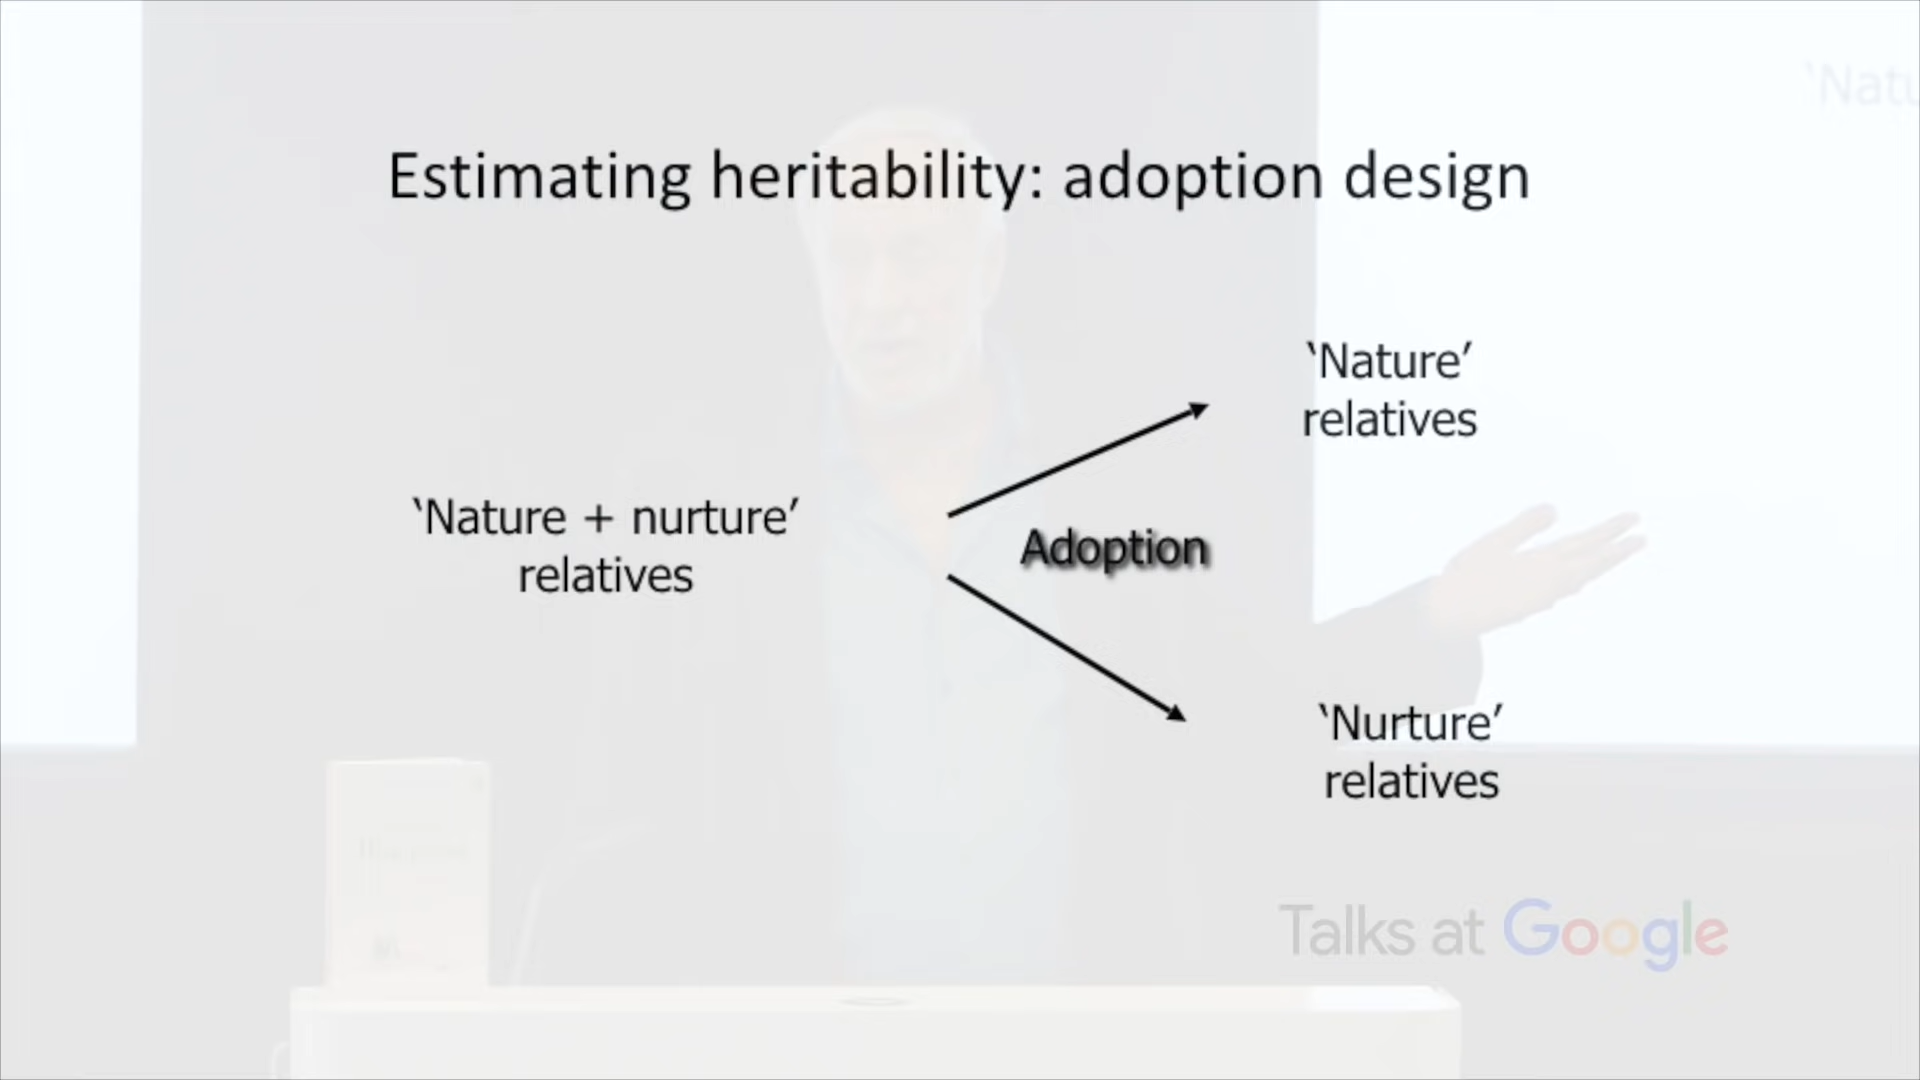 Estimating heritability: adoption design
'Nature'
relatives
'Nature + nurture'
relatives
Adoption
'Nurture'
relatives
Talks at Google